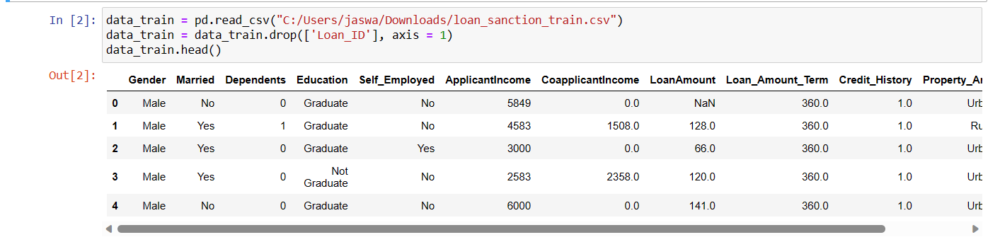 In [2]: data_train = pd.read_csv("C:/Users/jaswa/Downloads/loan_sanction_train.csv")
data_train = data_train.drop(['Loan_ID'], axis = 1)
data_train.head()
Out[2]:
Gender Married Dependents Education Self_Employed ApplicantIncome CoapplicantIncome LoanAmount Loan_Amount_Term Credit_History Property_Ar
0 Male No 0 Graduate No 5849 0.0 NaN 360.0 1.0 Urb
1 Male Yes 1 Graduate No 4583 1508.0 128.0 360.0 1.0 Ru
2 Male Yes 0 Graduate Yes 3000 0.0 66.0 360.0 1.0 Urb
3 Male Yes 0 Not Graduate No 2583 2358.0 120.0 360.0 1.0 Urb
4 Male No 0 Graduate No 6000 0.0 141.0 360.0 1.0 Urb